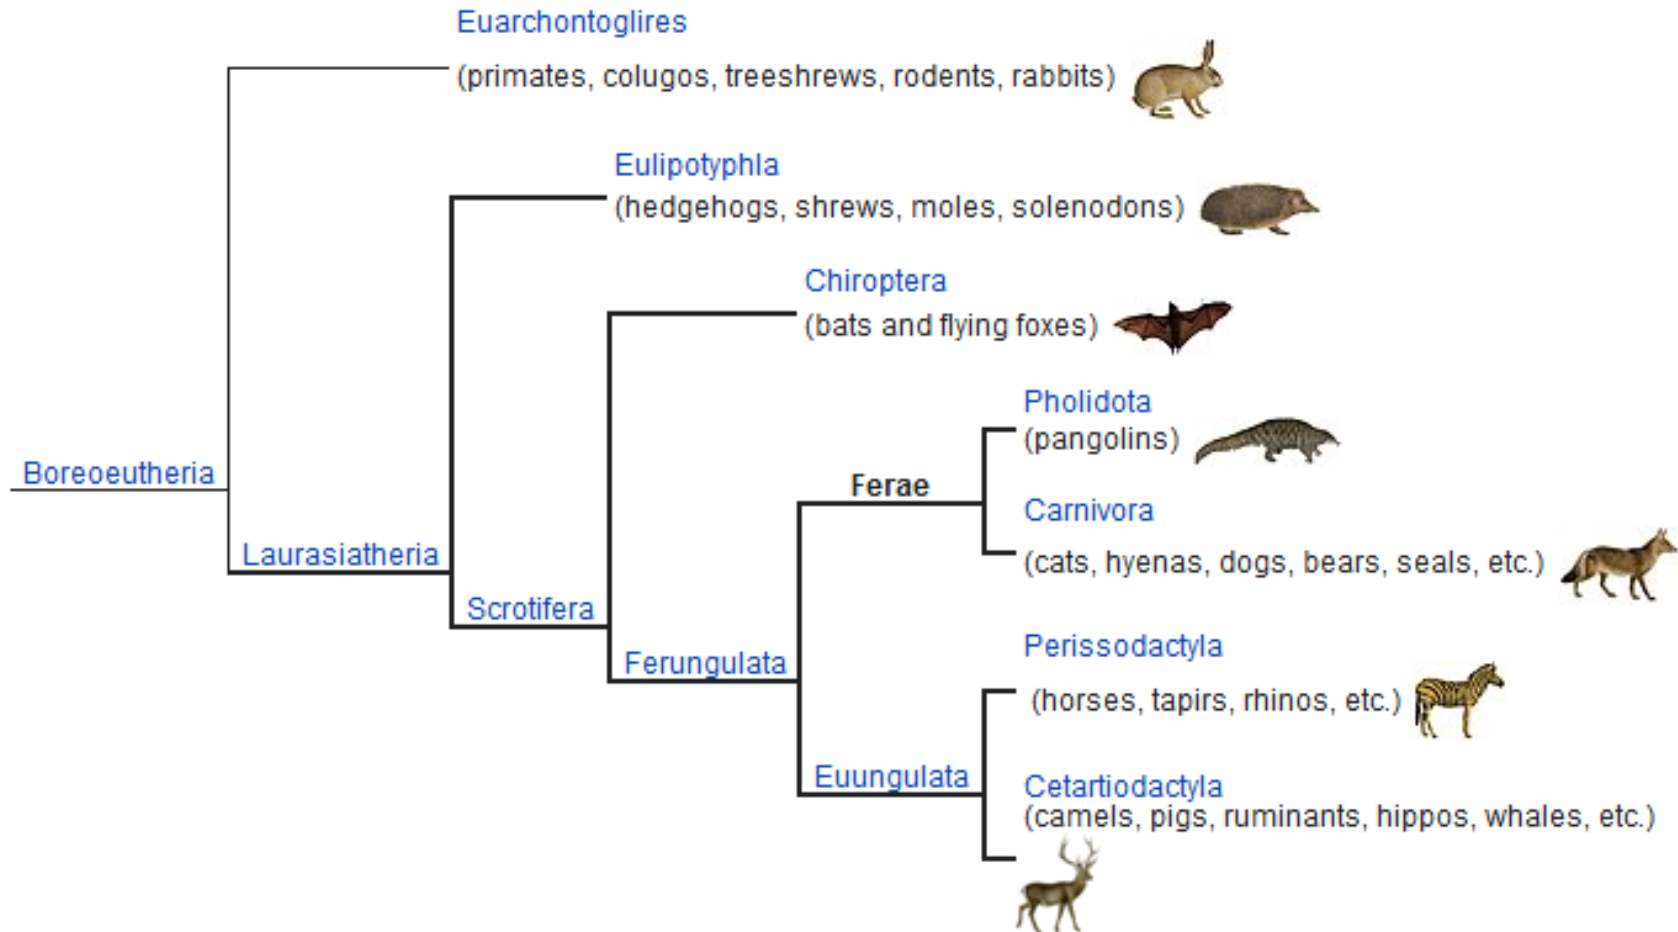 Euarchontoglires
(primates, colugos, treeshrews, rodents, rabbits)
Eulipotyphla
(hedgehogs, shrews, moles, solenodons)
Chiroptera
(bats and flying foxes)
Pholidota
(pangolins)
Boreoeutheria
Ferae
Carnivora
Laurasiatheria
(cats, hyenas, dogs, bears, seals, etc.)
Scrotifera
Perissodactyla
Ferungulata
(horses, tapirs, rhinos, etc.)
Euungulata
Cetartiodactyla
(camels, pigs, ruminants, hippos, whales, etc.)